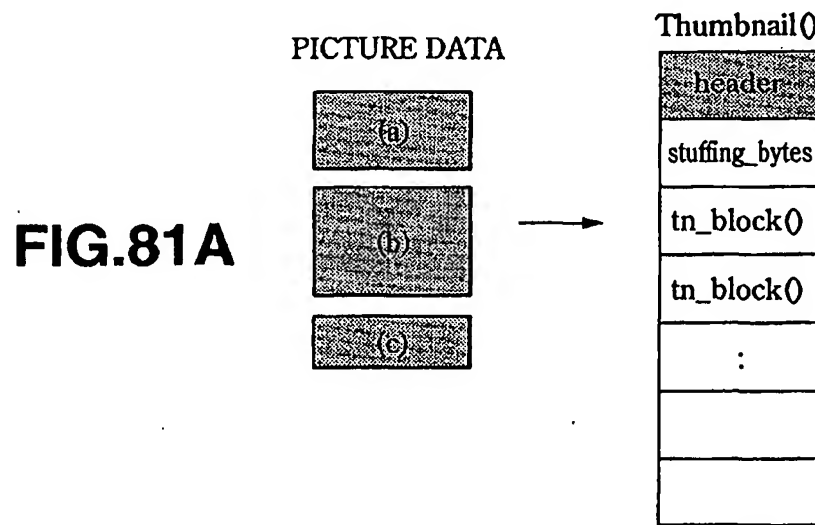 Thumbnail()
PICTURE DATA
header
(a)
stuffing_bytes
tn_block()
FIG.81A
(b)
tn_block()
(c)
: